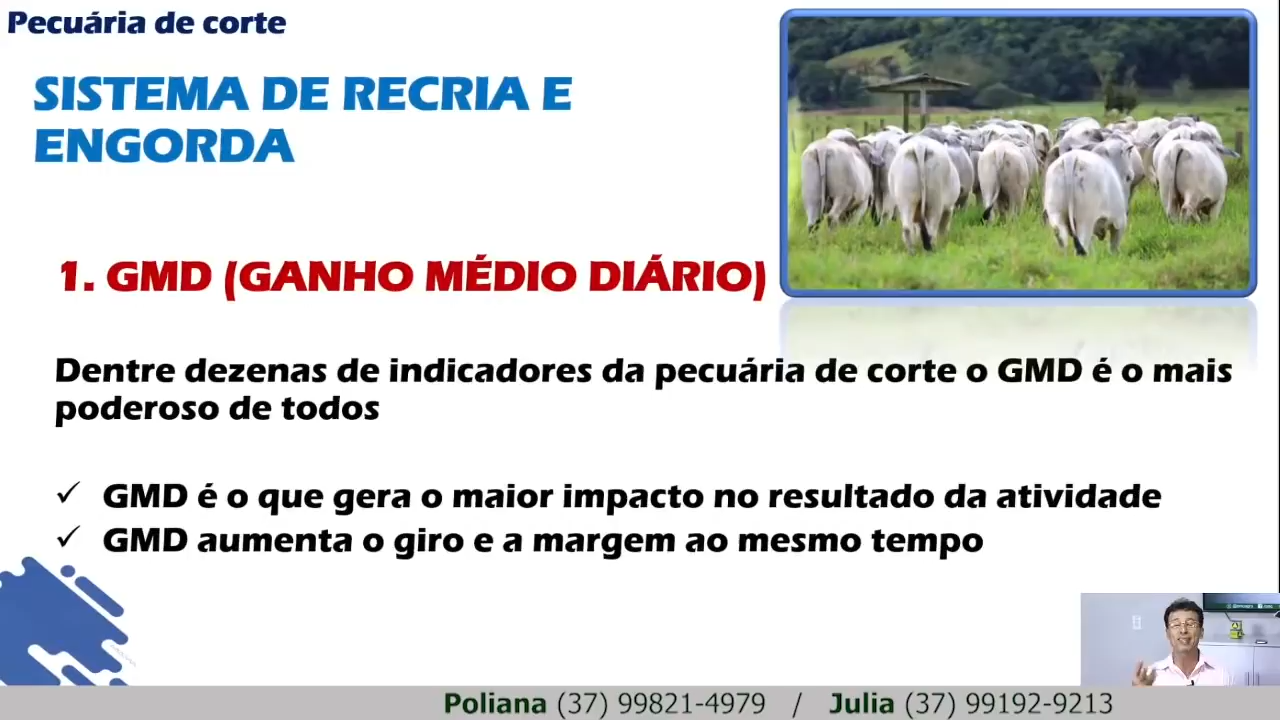 Pecuária de corte
SISTEMA DE RECRIA E
ENGORDA
1. GMD (GANHO MÉDIO DIÁRIO)
Dentre dezenas de indicadores da pecuária de corte o GMD é o mais
poderoso de todos
✓ GMD é o que gera o maior impacto no resultado da atividade
✓ GMD aumenta o giro e a margem ao mesmo tempo
Poliana (37) 99821-4979 / Julia (37) 99192-9213